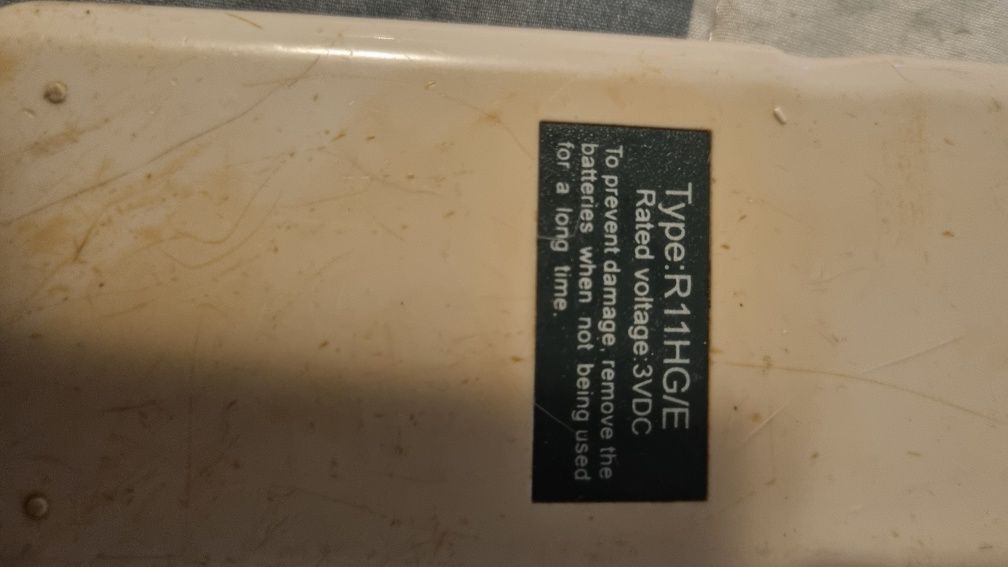 Type:R11HG/E
Rated voltage:3VDC
To prevent damage, remove the
batteries when not being used
for a long time.